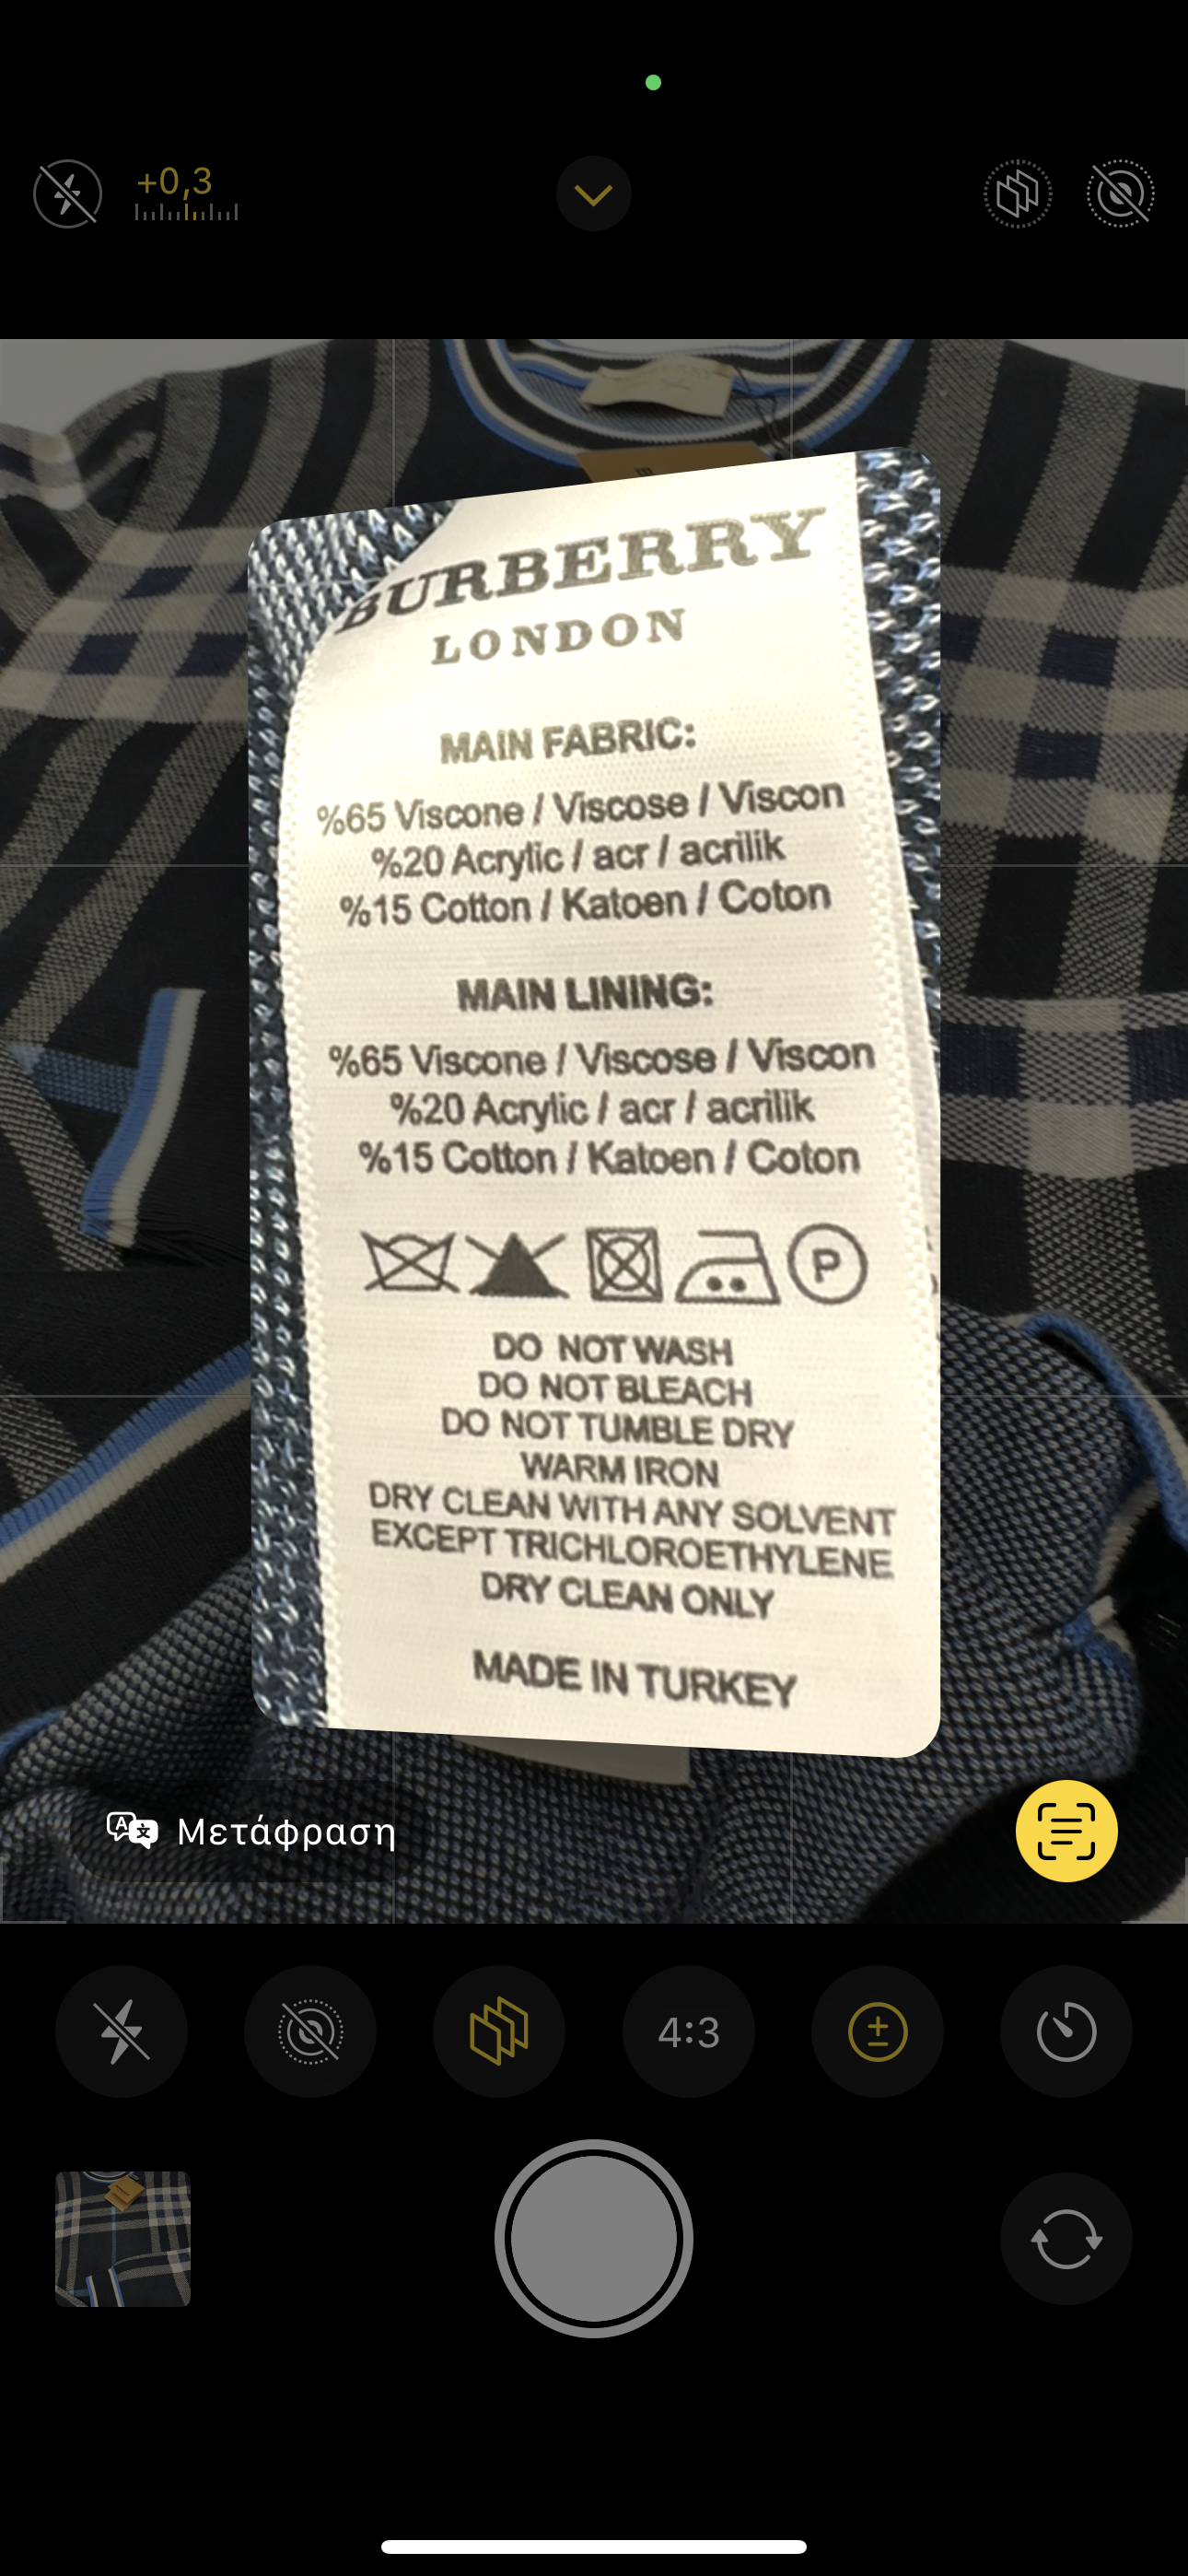 +0,3
BURBERRY
LONDON
MAIN FABRIC:
%65 Viscone / Viscose / Viscon
%20 Acrylic / acr / acrilik
%15 Cotton / Katoen / Coton
MAIN LINING:
%65 Viscone / Viscose / Viscon
%20 Acrylic / acr / acrilik
%15 Cotton / Katoen / Coton
P
DO NOT WASH
DO NOT BLEACH
DO NOT TUMBLE DRY
WARM IRON
DRY CLEAN WITH ANY SOLVENT
EXCEPT TRICHLOROETHYLENE
DRY CLEAN ONLY
MADE IN TURKEY
Μετάφραση
4:3